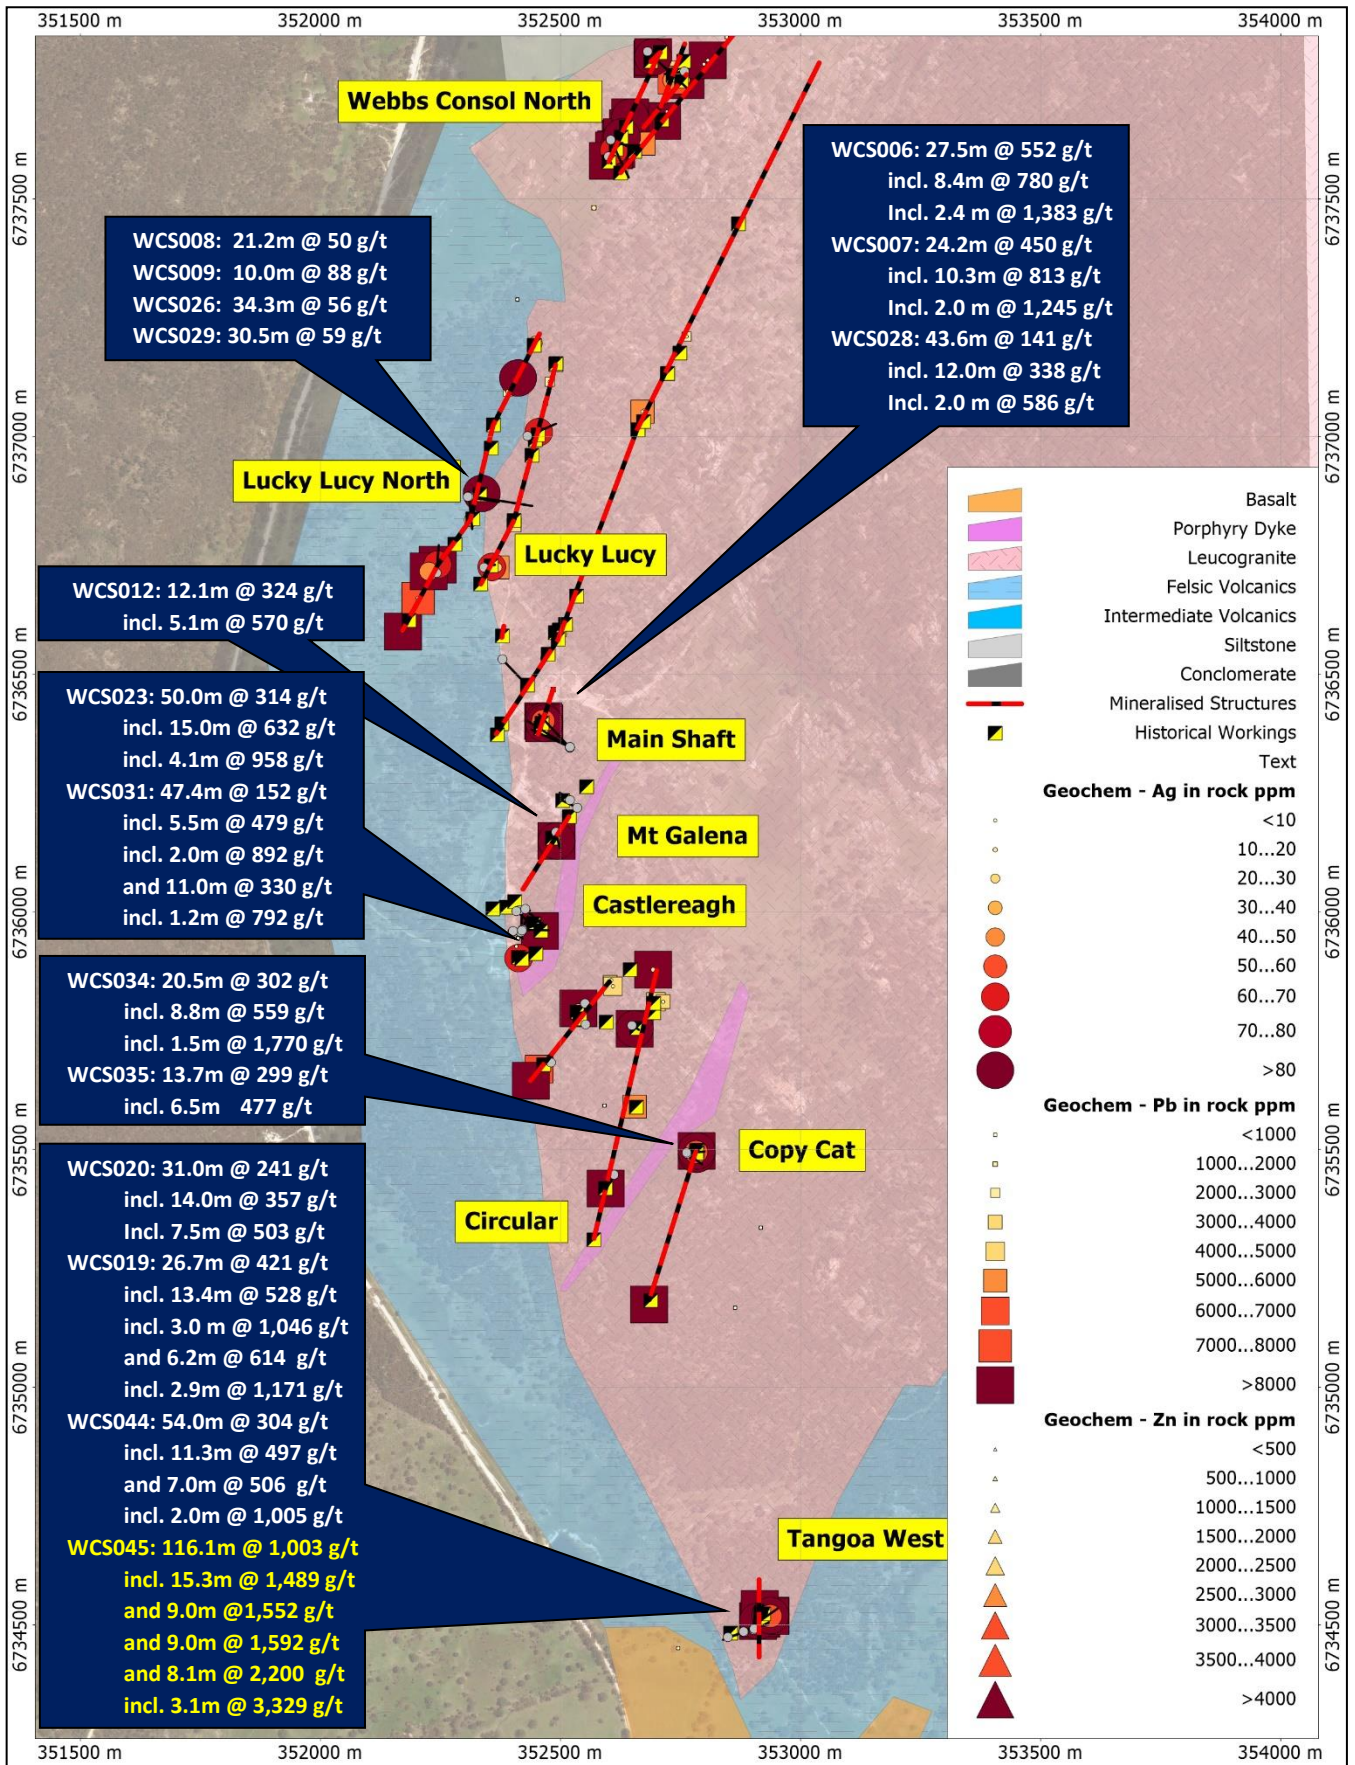 351500 m
352000 m
352500 m
353000 m
353500 m
354000 m
6737500 m
6737000 m
6736500 m
6736000 m
6735500 m
6735000 m
6734500 m
Webbs Consol North
WCS006: 27.5m @ 552 g/t
incl. 8.4m @ 780 g/t
Incl. 2.4 m @ 1,383 g/t
WCS007: 24.2m @ 450 g/t
incl. 10.3m @ 813 g/t
Incl. 2.0 m @ 1,245 g/t
WCS028: 43.6m @ 141 g/t
incl. 12.0m @ 338 g/t
Incl. 2.0 m @ 586 g/t
WCS008: 21.2m @ 50 g/t
WCS009: 10.0m @ 88 g/t
WCS026: 34.3m @ 56 g/t
WCS029: 30.5m @ 59 g/t
Lucky Lucy North
Lucky Lucy
WCS012: 12.1m @ 324 g/t
incl. 5.1m @ 570 g/t
WCS023: 50.0m @ 314 g/t
incl. 15.0m @ 632 g/t
incl. 4.1m @ 958 g/t
WCS031: 47.4m @ 152 g/t
incl. 5.5m @ 479 g/t
incl. 2.0m @ 892 g/t
and 11.0m @ 330 g/t
incl. 1.2m @ 792 g/t
Main Shaft
Mt Galena
Castlereagh
WCS034: 20.5m @ 302 g/t
incl. 8.8m @ 559 g/t
incl. 1.5m @ 1,770 g/t
WCS035: 13.7m @ 299 g/t
incl. 6.5m 477 g/t
Copy Cat
Circular
WCS020: 31.0m @ 241 g/t
incl. 14.0m @ 357 g/t
Incl. 7.5m @ 503 g/t
WCS019: 26.7m @ 421 g/t
incl. 13.4m @ 528 g/t
incl. 3.0 m @ 1,046 g/t
and 6.2m @ 614 g/t
incl. 2.9m @ 1,171 g/t
WCS044: 54.0m @ 304 g/t
incl. 11.3m @ 497 g/t
and 7.0m @ 506 g/t
incl. 2.0m @ 1,005 g/t
WCS045: 116.1m @ 1,003 g/t
incl. 15.3m @ 1,489 g/t
and 9.0m @1,552 g/t
and 9.0m @ 1,592 g/t
and 8.1m @ 2,200 g/t
incl. 3.1m @ 3,329 g/t
Tangoa West
Basalt
Porphyry Dyke
Leucogranite
Felsic Volcanics
Intermediate Volcanics
Siltstone
Conclomerate
Mineralised Structures
Historical Workings
Text
Geochem - Ag in rock ppm
<10
10...20
20...30
30...40
40...50
50...60
60...70
70...80
>80
Geochem - Pb in rock ppm
<1000
1000...2000
2000...3000
3000...4000
4000...5000
5000...6000
6000...7000
7000...8000
>8000
Geochem - Zn in rock ppm
<500
500...1000
1000...1500
1500...2000
2000...2500
2500...3000
3000...3500
3500...4000
>4000
6737500 m
6737000 m
6736500 m
6736000 m
6735500 m
6735000 m
6734500 m
351500 m
352000 m
352500 m
353000 m
353500 m
354000 m